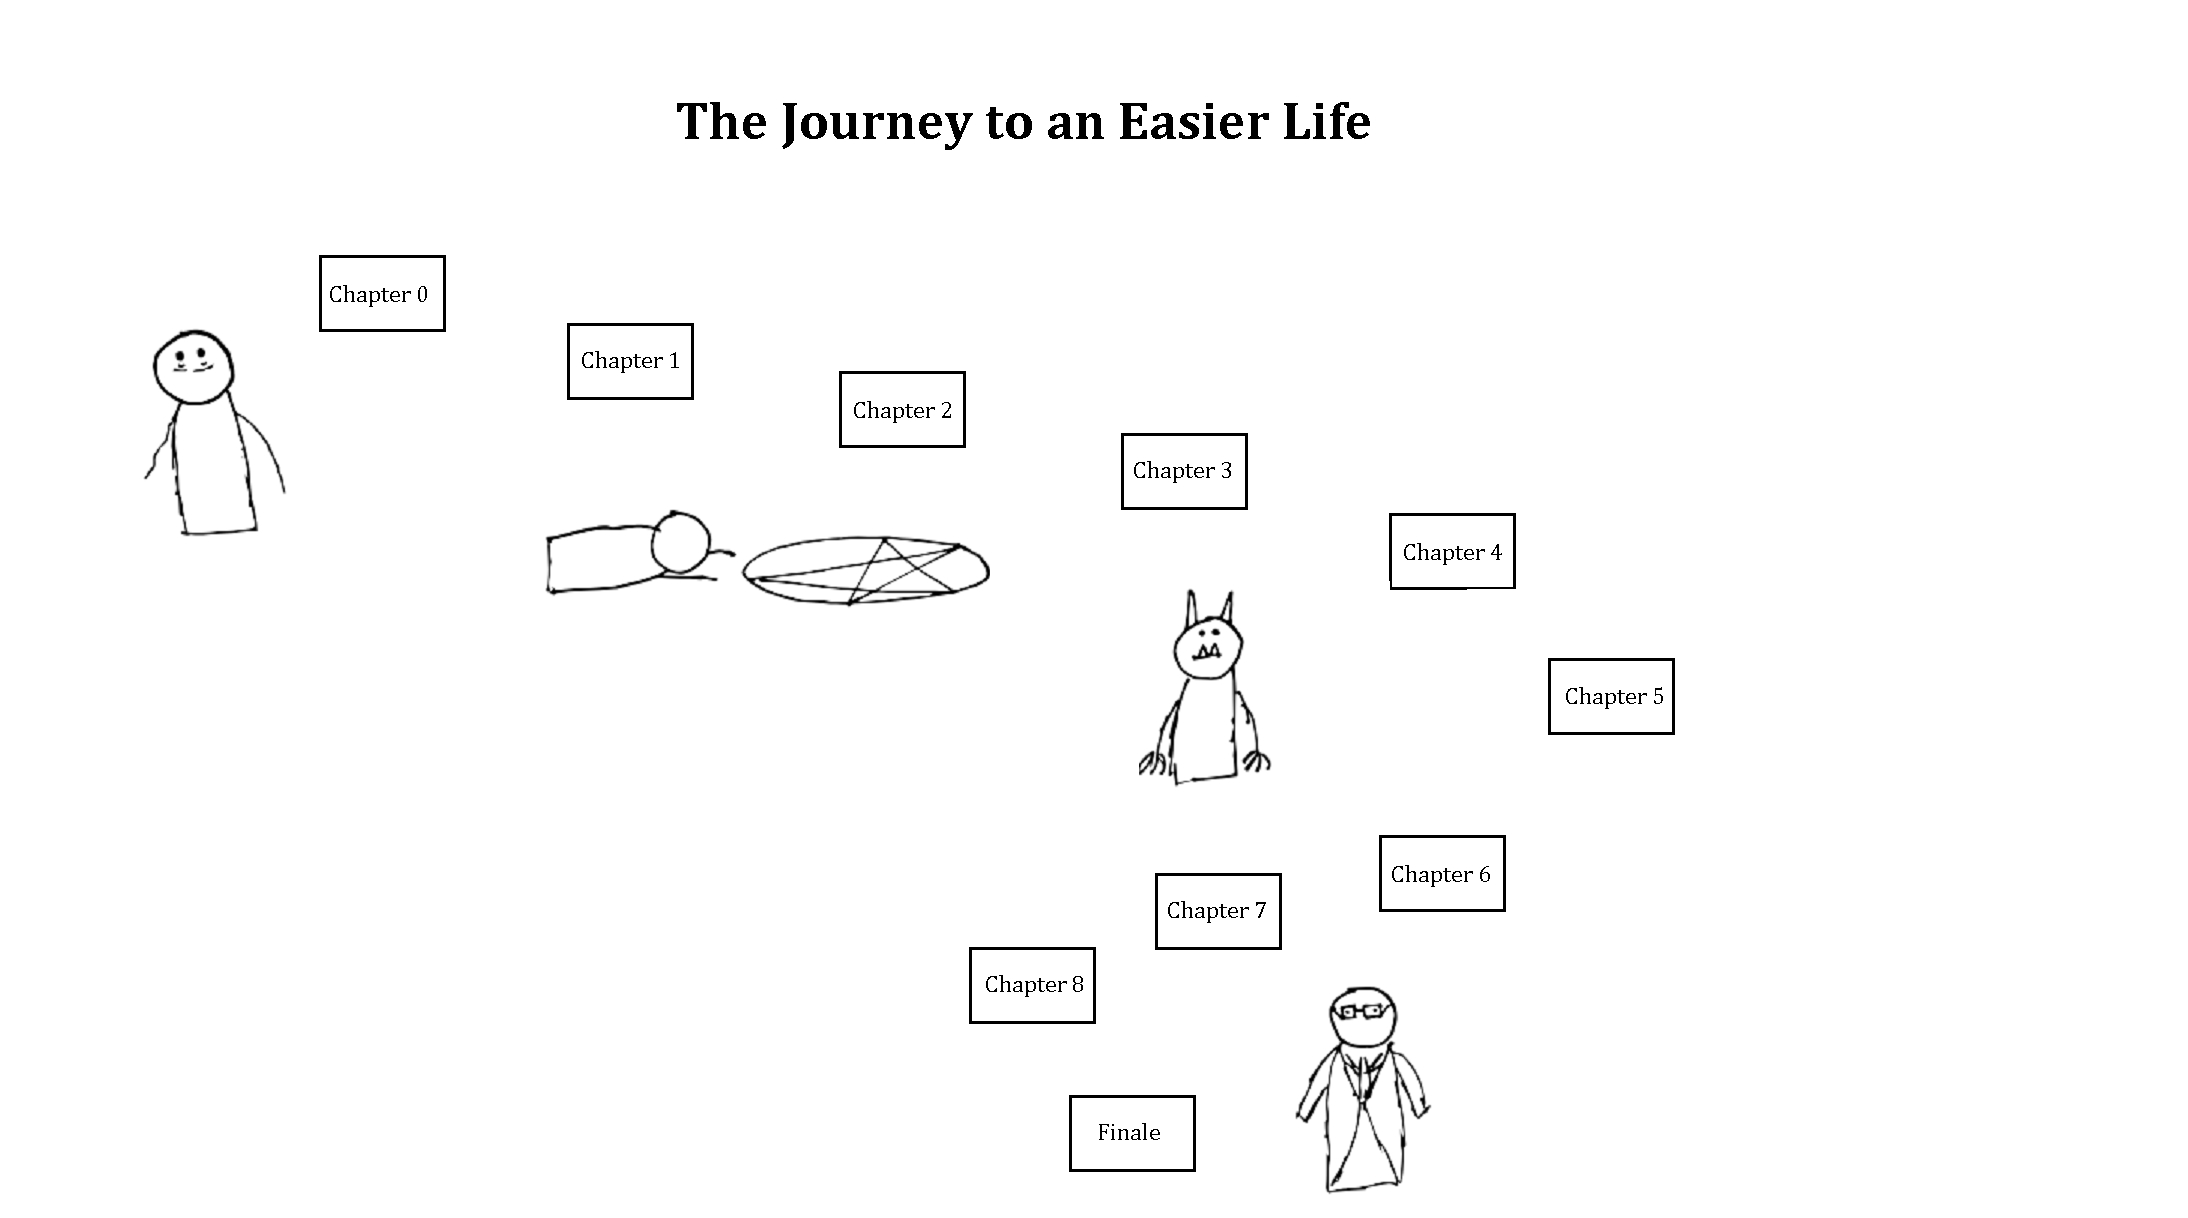 The Journey to an Easier Life
Chapter 0
Chapter 1
Chapter 2
Chapter 3
Chapter 4
Chapter 5
Chapter 6
Chapter 7
Chapter 8
Finale